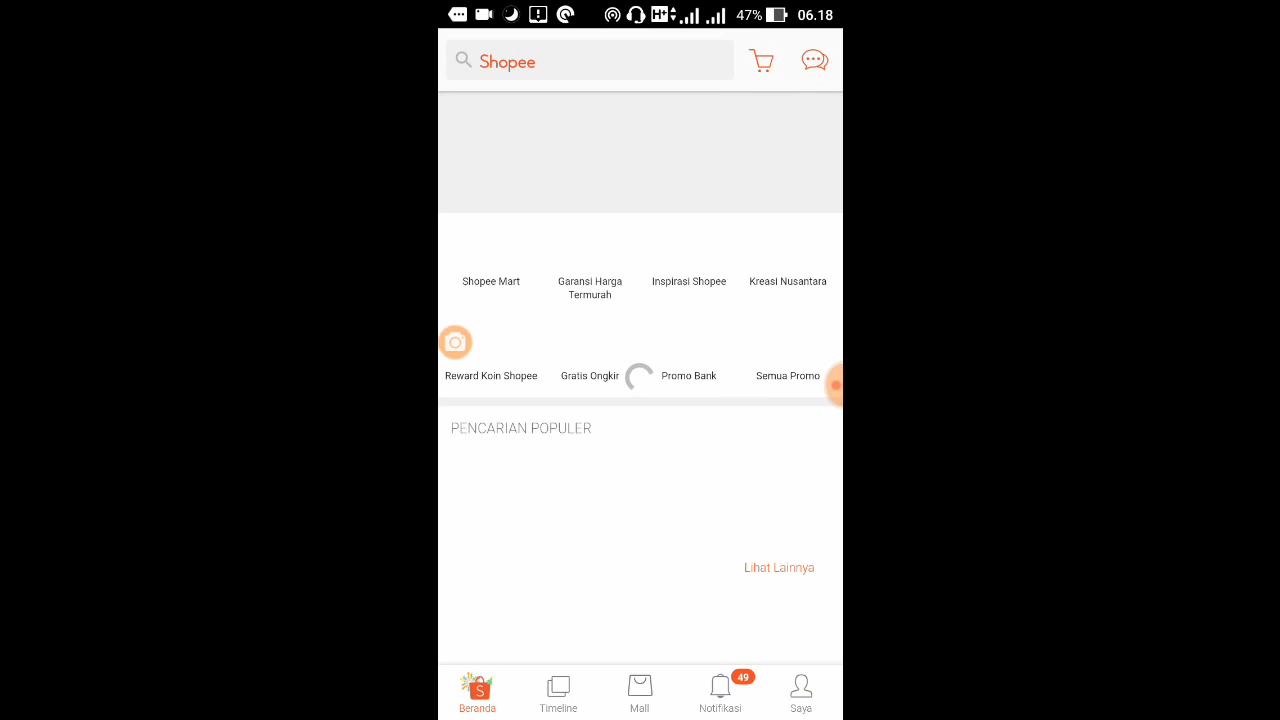 H+ 47% 06.18
Shopee
Shopee Mart
Garansi Harga
Termurah
Inspirasi Shopee
Kreasi Nusantara
Reward Koin Shopee
Gratis Ongkir
Promo Bank
Semua Promo
PENCARIAN POPULER
Lihat Lainnya
49
S
Beranda
Timeline
Mall
Notifikasi
Saya